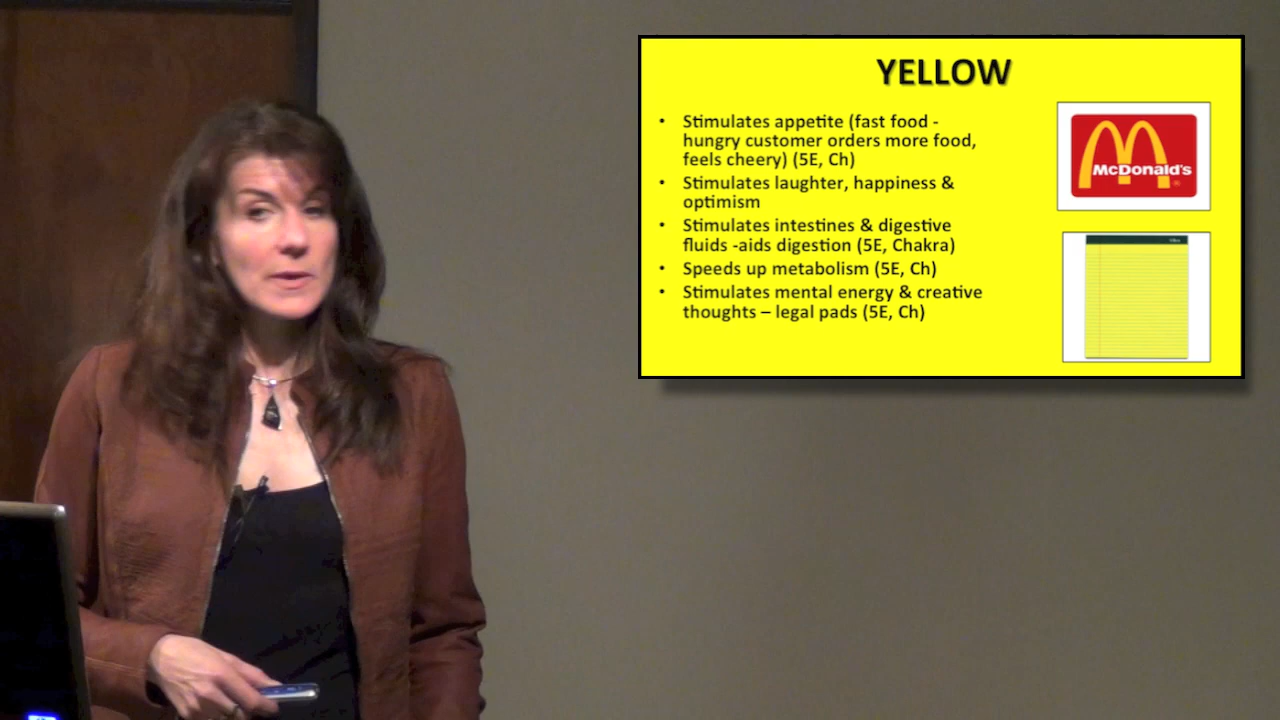 YELLOW
• Stimulates appetite (fast food -
hungry customer orders more food,
feels cheery) (5E, Ch)
• Stimulates laughter, happiness &
optimism
• Stimulates intestines & digestive
fluids -aids digestion (5E, Chakra)
• Speeds up metabolism (5E, Ch)
• Stimulates mental energy & creative
thoughts – legal pads (5E, Ch)
McDonald's
®